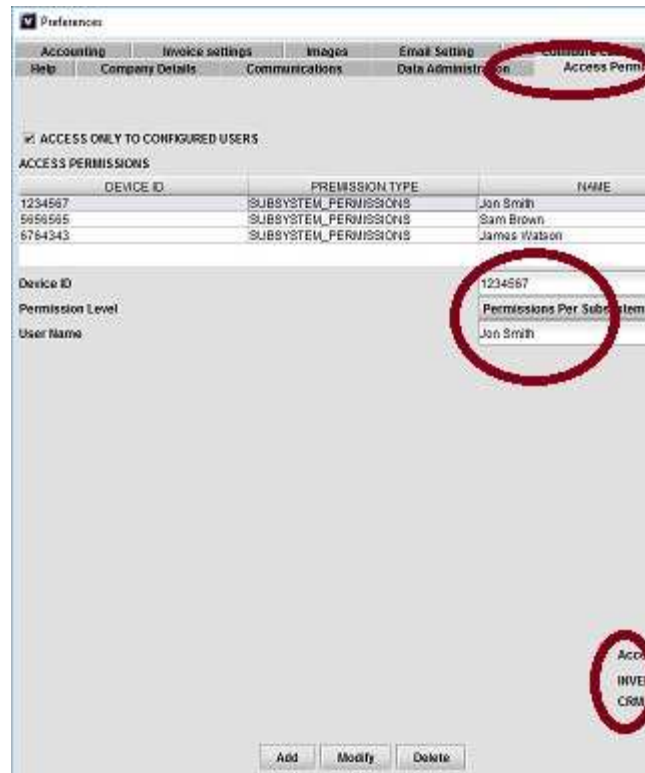 Preferences
Accounting Invoice settings Images Email Setting Configure
Help Company Details Communications Data Administration Access Permi
ACCESS ONLY TO CONFIGURED USERS
ACCESS PERMISSIONS
DEVICE ID PREMISSION TYPE NAME
1234567 SUBSYSTEM_PERMISSIONS Jon Smith
5656565 SUBSYSTEM_PERMISSIONS Sam Brown
6764343 SUBSYSTEM_PERMISSIONS James Watson
Device ID 1234567
Permission Level Permissions Per Subsystem
User Name Jon Smith
Acce
INVE
CRM
Add Modify Delete